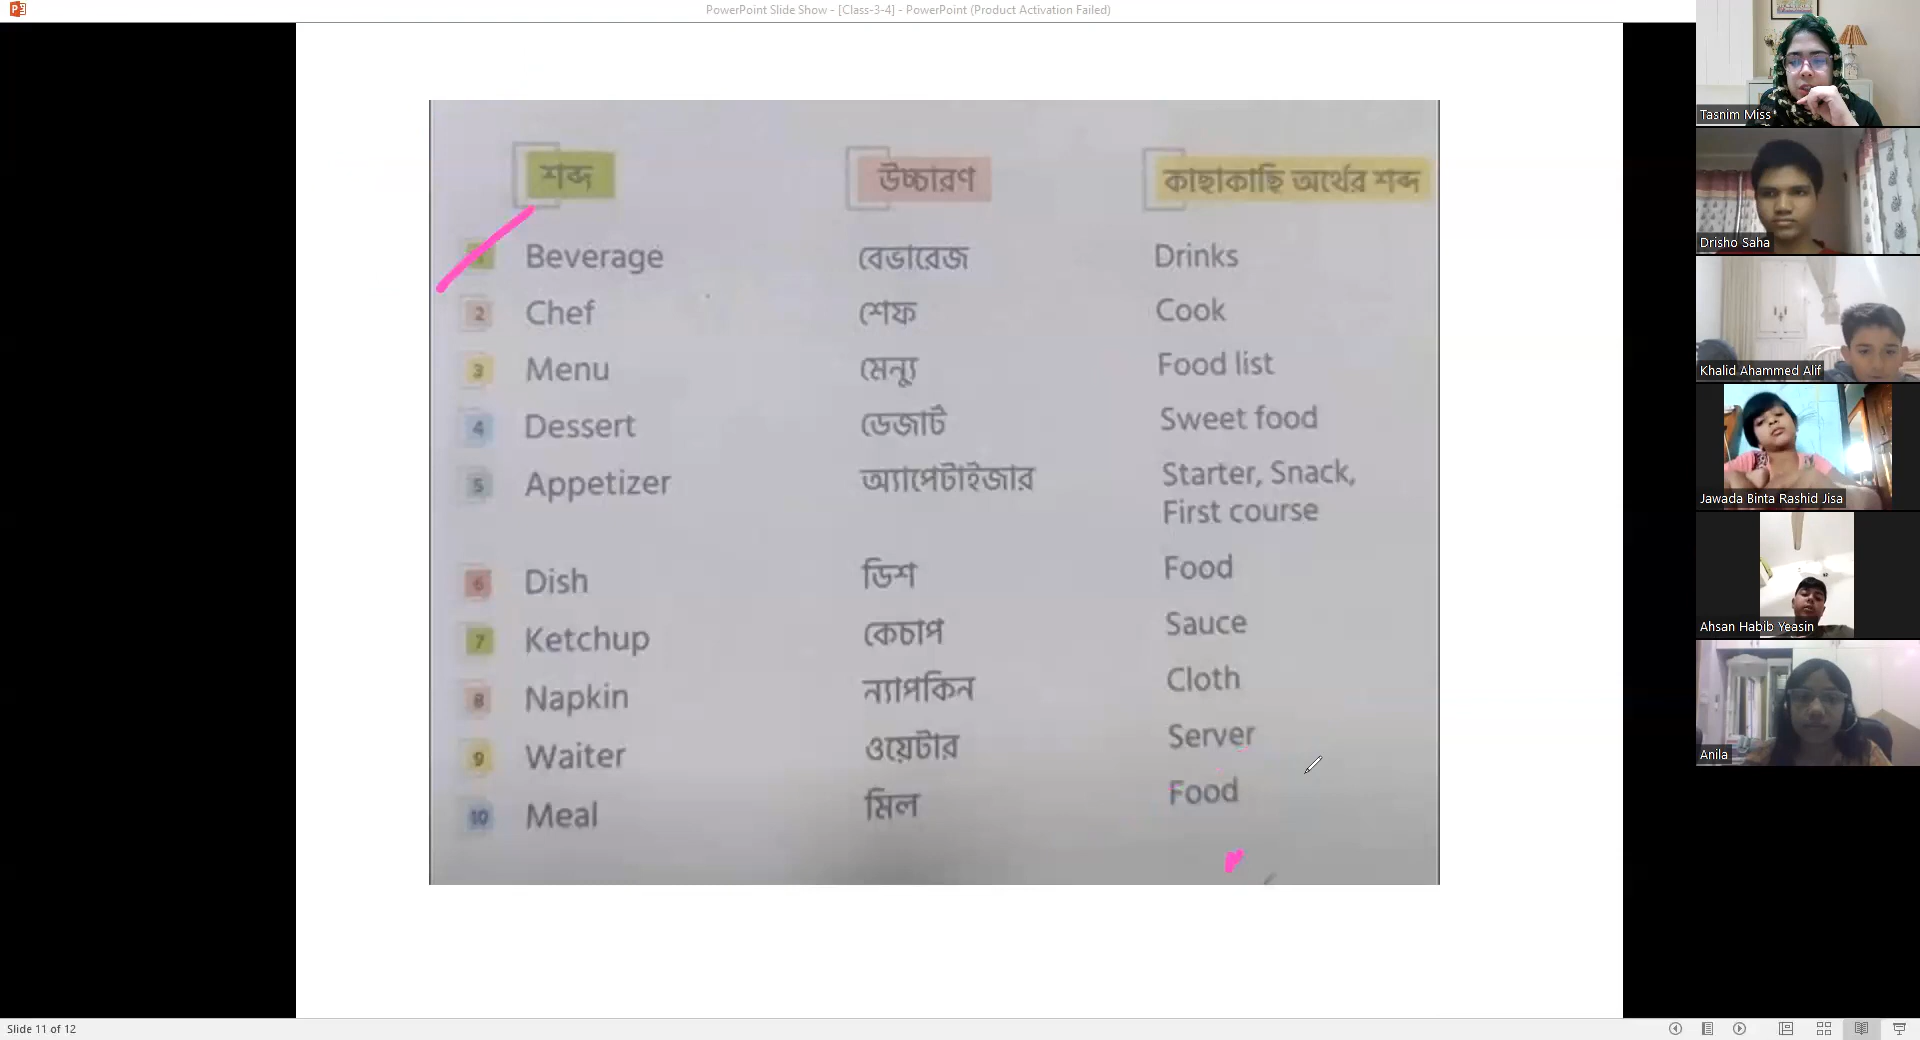 PowerPoint Slide Show - [Class-3-4] - PowerPoint (Product Activation Failed)
শব্দ উচ্চারণ কাছাকাছি অর্থের শব্দ
Beverage বেভারেজ Drinks
2 Chef শেফ Cook
3 Menu মেন্যু Food list
4 Dessert ডেজার্ট Sweet food
5 Appetizer অ্যাপেটাইজার Starter, Snack,
First course
6 Dish ডিশ Food
7 Ketchup কেচাপ Sauce
8 Napkin ন্যাপকিন Cloth
9 Waiter ওয়েটার Server
10 Meal মিল Food
Tasnim Miss
Drisho Saha
Khalid Ahammed Alif
Jawada Binta Rashid Jisa
Ahsan Habib Yeasin
Anila
Slide 11 of 12